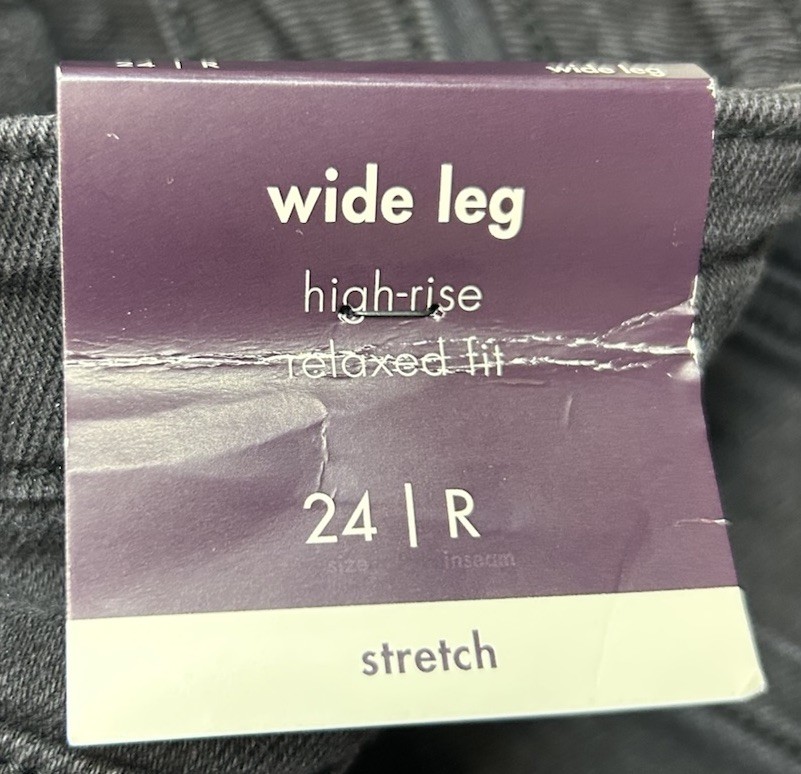 24 | R wide leg
wide leg
high-rise
relaxed fit
24 | R
size inseam
stretch